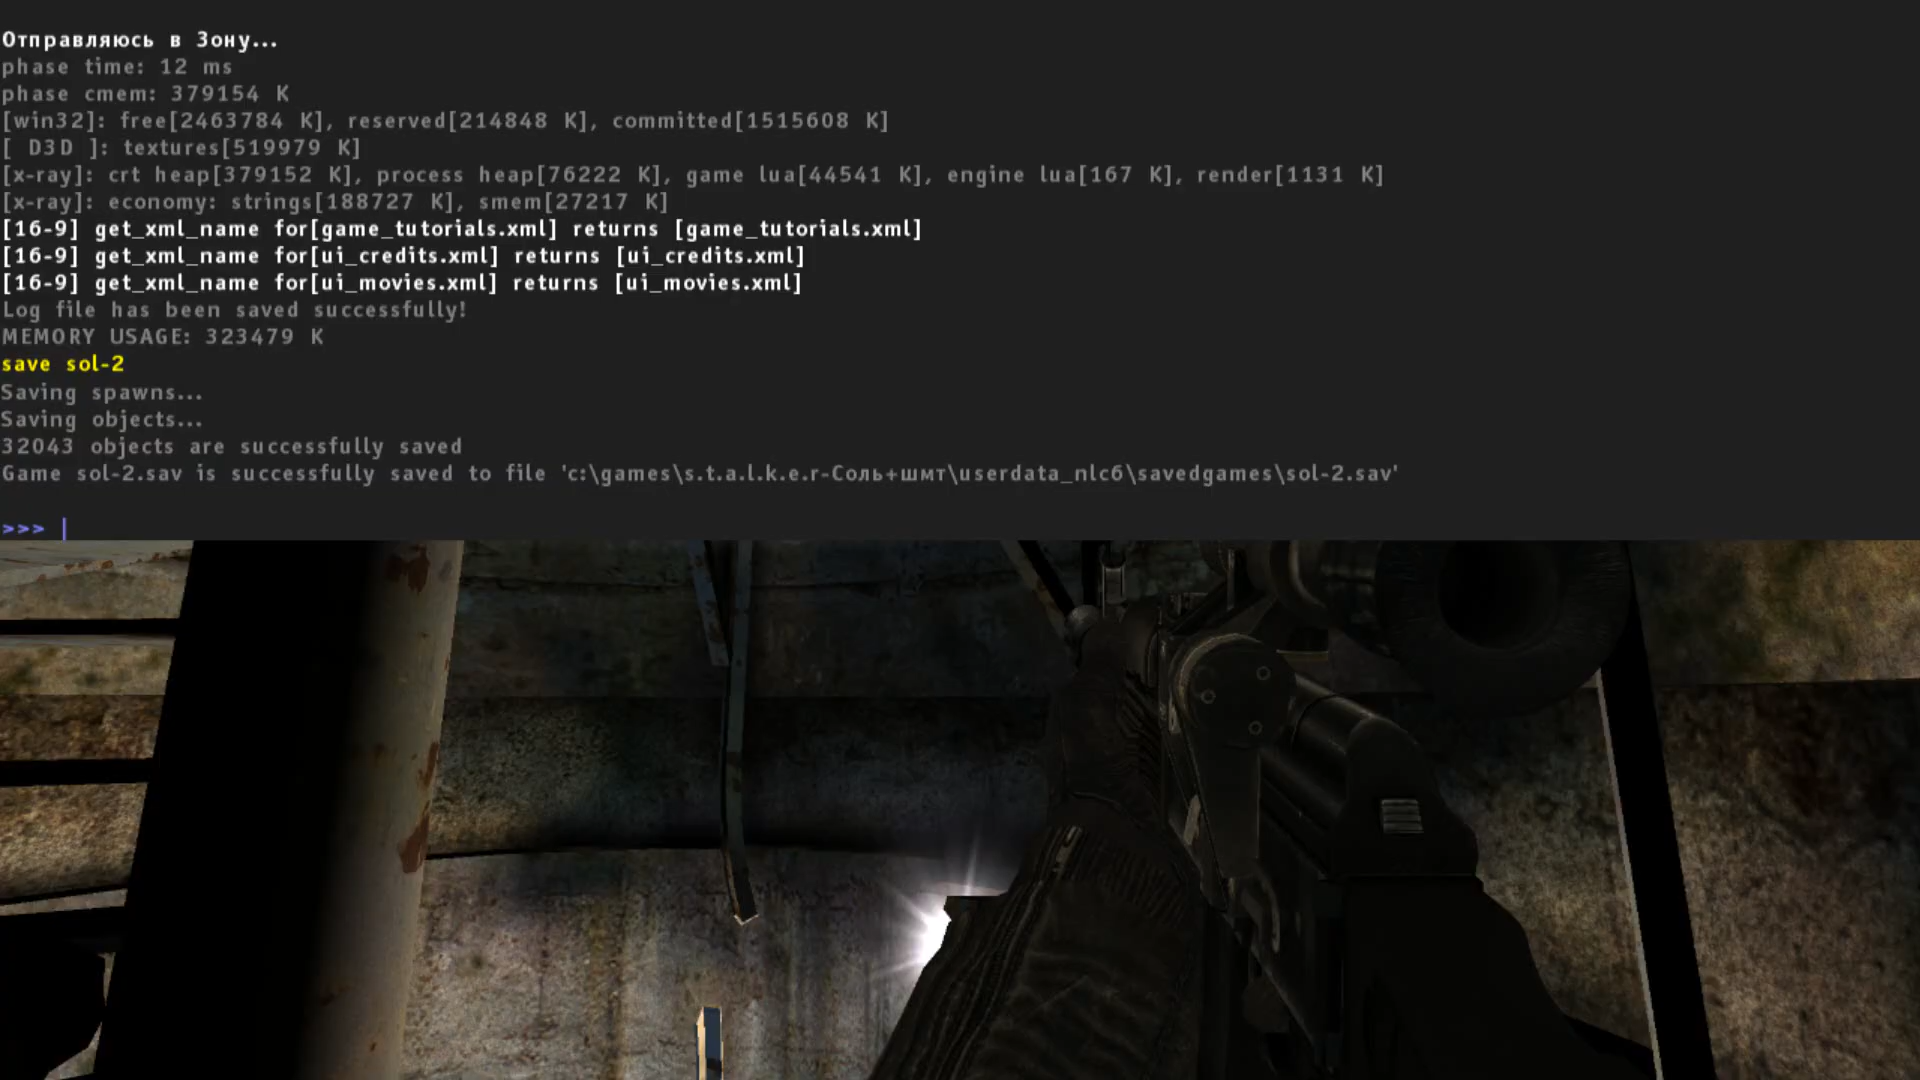 Отправляюсь в Зону...
phase time: 12 ms
phase cmem: 379154 K
[win32]: free[2463784 K], reserved[214848 K], committed[1515608 K]
[ D3D ]: textures[519979 K]
[x-ray]: crt heap[379152 K], process heap[76222 K], game lua[44541 K], engine lua[167 K], render[1131 K]
[x-ray]: economy: strings[188727 K], smem[27217 K]
[16-9] get_xml_name for[game_tutorials.xml] returns [game_tutorials.xml]
[16-9] get_xml_name for[ui_credits.xml] returns [ui_credits.xml]
[16-9] get_xml_name for[ui_movies.xml] returns [ui_movies.xml]
Log file has been saved successfully!
MEMORY USAGE: 323479 K
save sol-2
Saving spawns...
Saving objects...
32043 objects are successfully saved
Game sol-2.sav is successfully saved to file 'c:\games\s.t.a.l.k.e.r-Соль+шмт\userdata_nlc6\savedgames\sol-2.sav'
>>> |